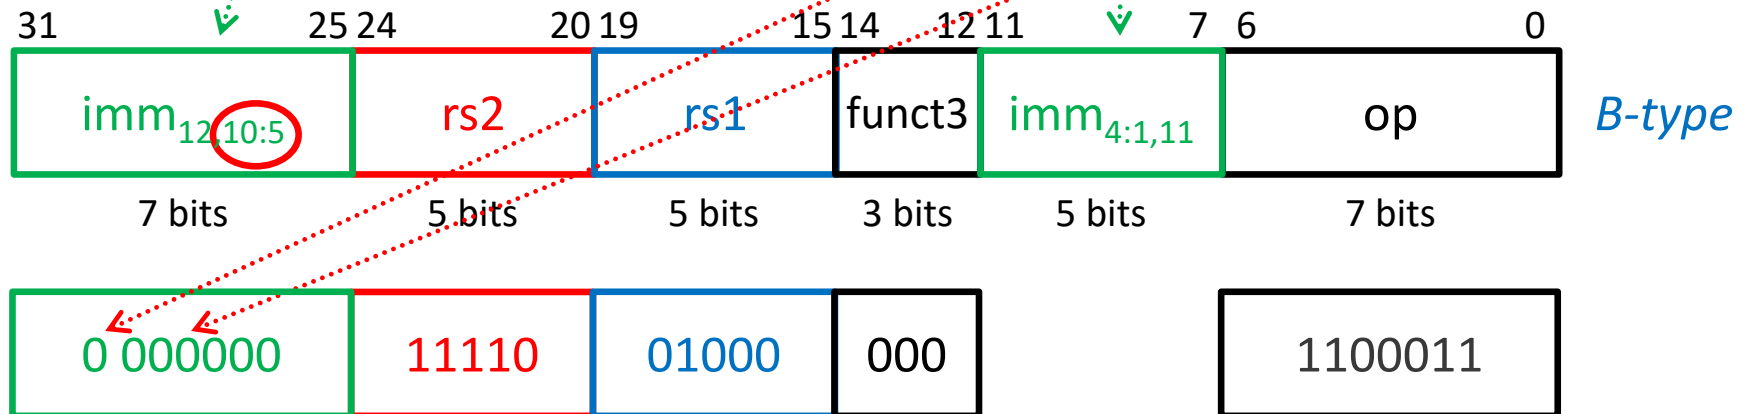 31 25 24 20 19 15 14 12 11 7 6 0
imm12,10:5 rs2 rs1 funct3 imm4:1,11 op B-type
7 bits 5 bits 5 bits 3 bits 5 bits 7 bits
0 000000 11110 01000 000 1100011